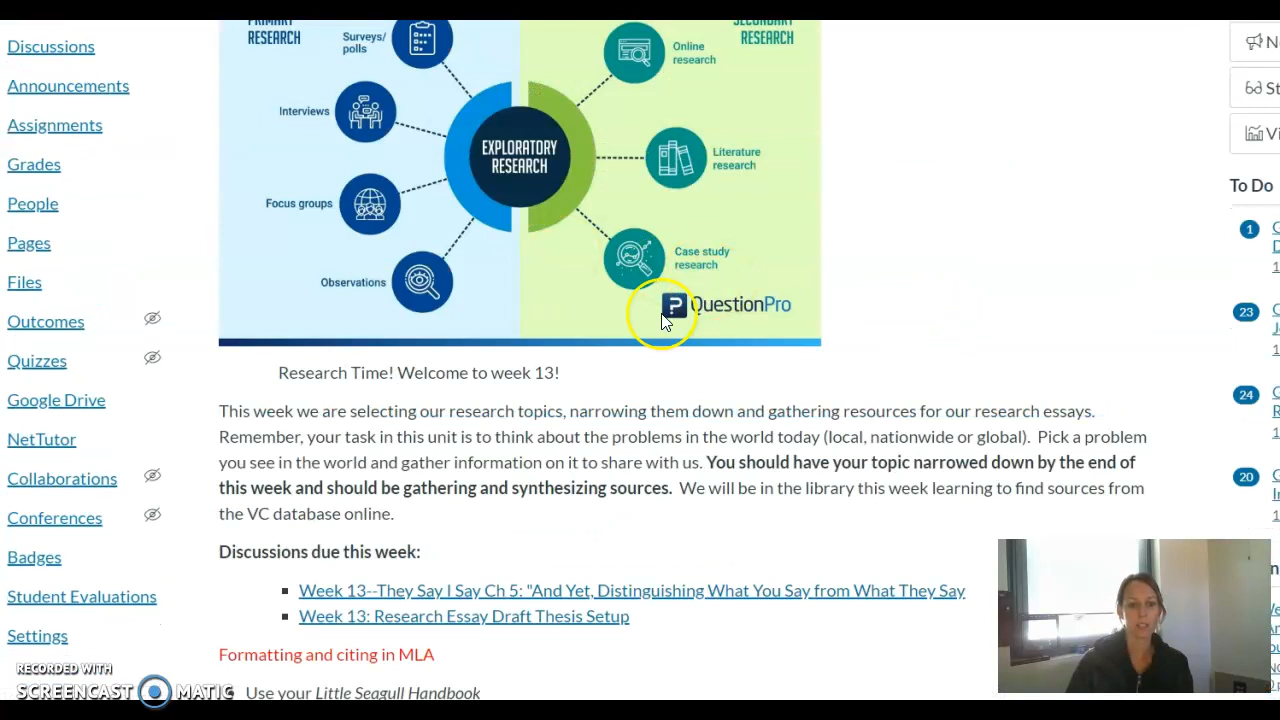 Discussions
Announcements
Assignments
Grades
People
Pages
Files
Outcomes
Quizzes
Google Drive
NetTutor
Collaborations
Conferences
Badges
Student Evaluations
Settings
RECORDED WITH
SCREENCAST MATIC
PRIMARY
RESEARCH
Surveys/
polls
Interviews
Focus groups
Observations
EXPLORATORY
RESEARCH
SECONDARY
RESEARCH
Online
research
Literature
research
Case study
research
QuestionPro
Research Time! Welcome to week 13!
This week we are selecting our research topics, narrowing them down and gathering resources for our research essays.
Remember, your task in this unit is to think about the problems in the world today (local, nationwide or global). Pick a problem
you see in the world and gather information on it to share with us. You should have your topic narrowed down by the end of
this week and should be gathering and synthesizing sources. We will be in the library this week learning to find sources from
the VC database online.
Discussions due this week:
Week 13--They Say I Say Ch 5: "And Yet, Distinguishing What You Say from What They Say
Week 13: Research Essay Draft Thesis Setup
Formatting and citing in MLA
Use your Little Seagull Handbook
To Do
1
23
24
20